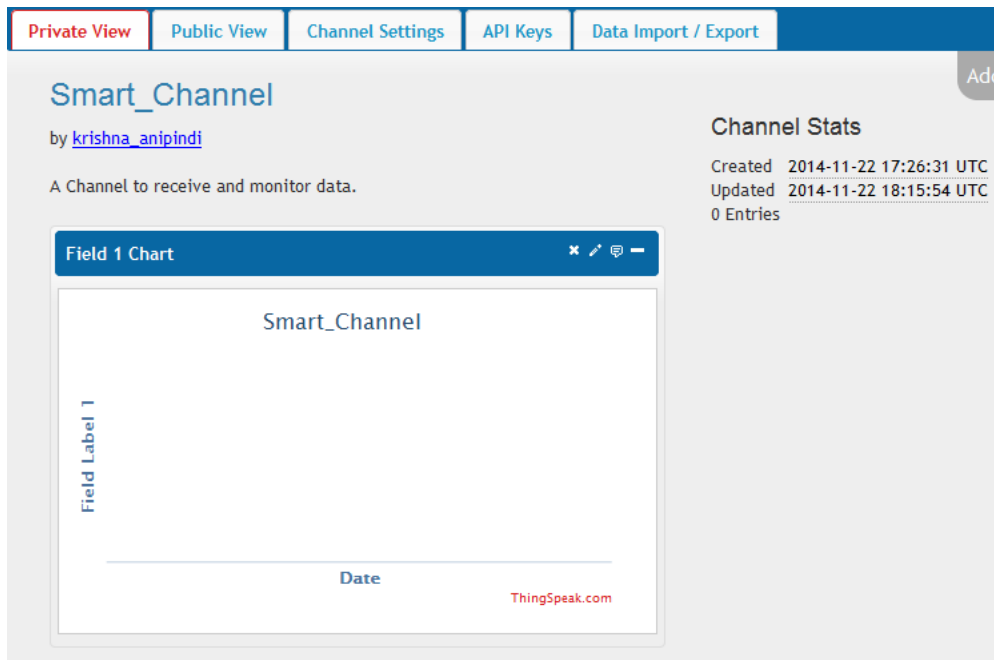 Private View
Public View
Channel Settings
API Keys
Data Import / Export
Smart_Channel
by krishna_anipindi
A Channel to receive and monitor data.
Channel Stats
Created 2014-11-22 17:26:31 UTC
Updated 2014-11-22 18:15:54 UTC
0 Entries
Field 1 Chart
Smart_Channel
Field Label 1
Date
ThingSpeak.com